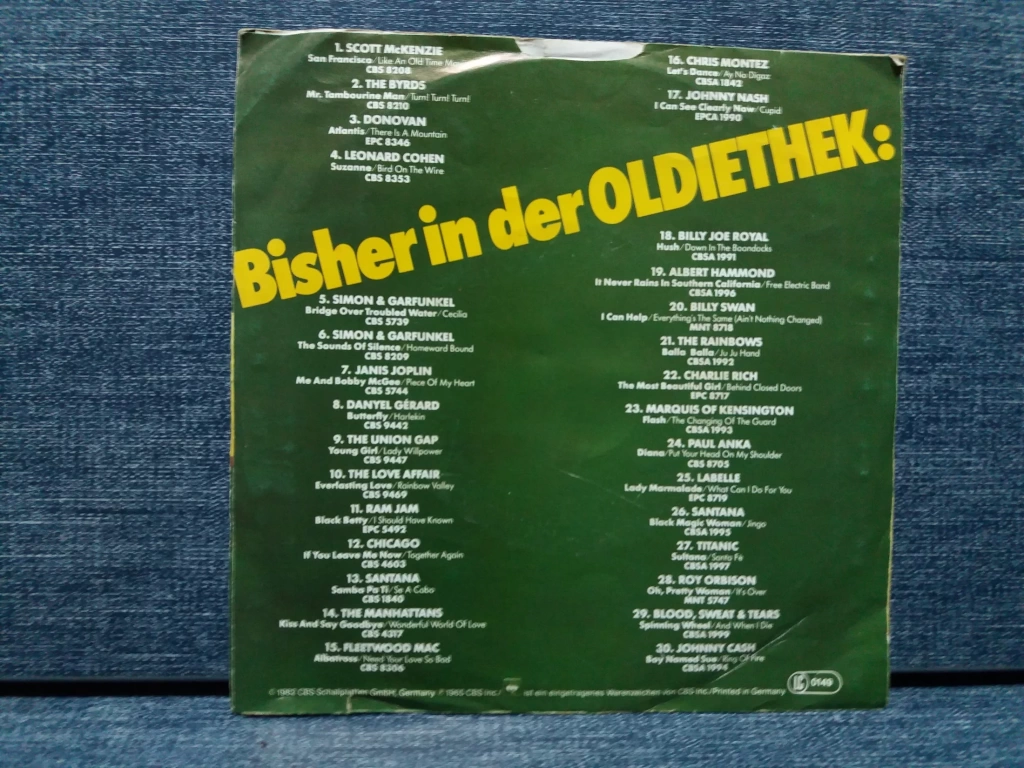 1. SCOTT McKENZIE
San Francisco/Like An Old Time
CBS 8208
2. THE BYRDS
Mr. Tambourine Man/Turn! Turn! Turn!
CBS 8210
3. DONOVAN
Atlantis/There Is A Mountain
EPC 8346
4. LEONARD COHEN
Suzanne/Bird On The Wire
CBS 8353
16. CHRIS MONTEZ
Let's Dance/Ay No Digas
CBSA 1842
17. JOHNNY NASH
I Can See Clearly Now/Cupid
EPCA 1990
Bisher in der OLDIETHEK:
5. SIMON & GARFUNKEL
Bridge Over Troubled Water/Cecilia
CBS 5739
6. SIMON & GARFUNKEL
The Sounds Of Silence/Homeward Bound
CBS 8209
7. JANIS JOPLIN
Me And Bobby McGee/Piece Of My Heart
CBS 5744
8. DANYEL GÉRARD
Butterfly/Harlekin
CBS 9442
9. THE UNION GAP
Young Girl/Lady Willpower
CBS 9447
10. THE LOVE AFFAIR
Everlasting Love/Rainbow Valley
CBS 9469
11. RAM JAM
Black Betty/I Should Have Known
EPC 5492
12. CHICAGO
If You Leave Me Now/Together Again
CBS 4603
13. SANTANA
Samba Pa Ti/Se A Cabo
CBS 1840
14. THE MANHATTANS
Kiss And Say Goodbye/Wonderful World Of Love
CBS 4317
15. FLEETWOOD MAC
Albatross/Need Your Love So Bad
CBS 8306
18. BILLY JOE ROYAL
Hush/Down In The Boondocks
CBSA 1991
19. ALBERT HAMMOND
It Never Rains In Southern California/Free Electric Band
CBSA 1996
20. BILLY SWAN
I Can Help/Everything's The Same (Ain't Nothing Changed)
MNT 8718
21. THE RAINBOWS
Balla Balla/Ju Ju Hand
CBSA 1992
22. CHARLIE RICH
The Most Beautiful Girl/Behind Closed Doors
EPC 8717
23. MARQUIS OF KENSINGTON
Flash/The Changing Of The Guard
CBSA 1993
24. PAUL ANKA
Diana/Put Your Head On My Shoulder
CBS 8705
25. LABELLE
Lady Marmalade/What Can I Do For You
EPC 8719
26. SANTANA
Black Magic Woman/Jingo
CBSA 1995
27. TITANIC
Sultana/Santa Fé
CBSA 1997
28. ROY ORBISON
Oh, Pretty Woman/It's Over
MNT 5747
29. BLOOD, SWEAT & TEARS
Spinning Wheel/And When I Die
CBSA 1999
30. JOHNNY CASH
Boy Named Sue/Ring Of Fire
CBSA 1994
© 1982 CBS Schallplatten GmbH, Germany ℗ 1965 CBS Inc./ ist ein eingetragenes Warenzeichen von CBS Inc./Printed in Germany LC 0149